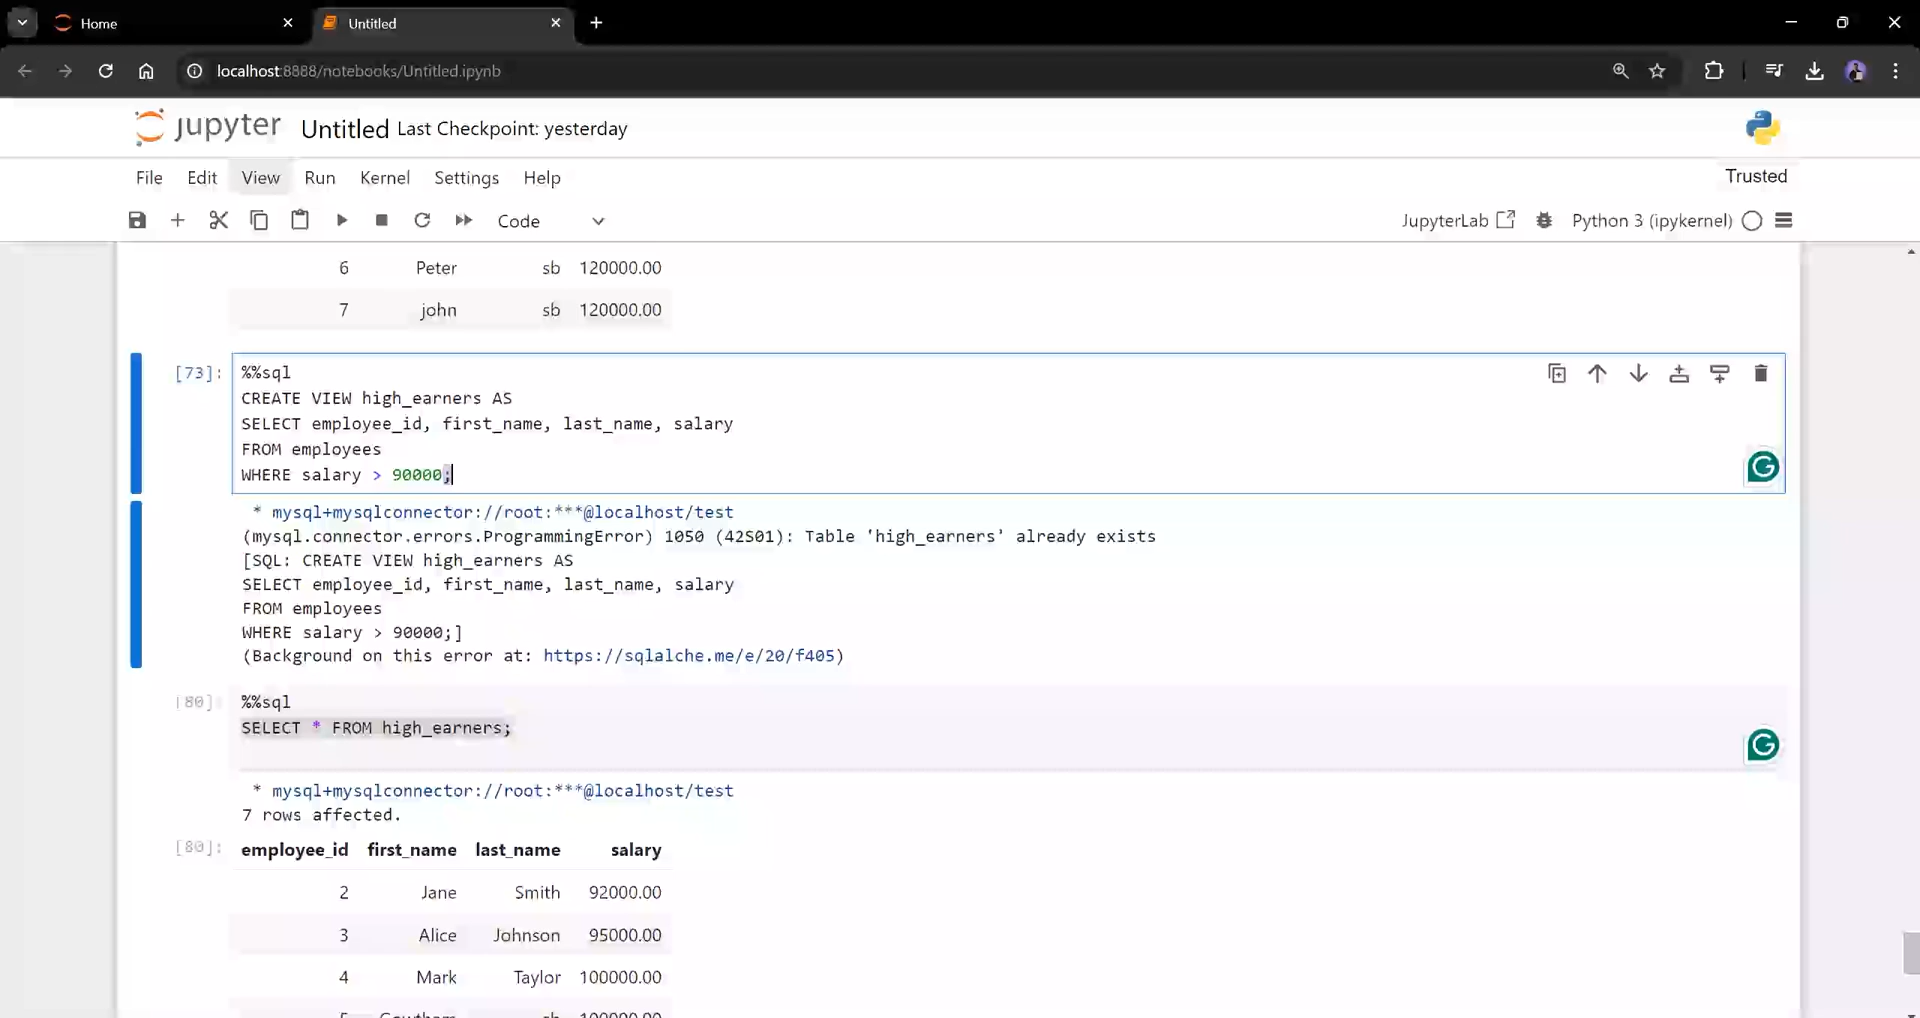 Home
Untitled
localhost:8888/notebooks/Untitled.ipynb
jupyter Untitled Last Checkpoint: yesterday
File Edit View Run Kernel Settings Help
Trusted
Code
JupyterLab
Python 3 (ipykernel)
6 Peter sb 120000.00
7 john sb 120000.00
[73]:
%%sql
CREATE VIEW high_earners AS
SELECT employee_id, first_name, last_name, salary
FROM employees
WHERE salary > 90000;
* mysql+mysqlconnector://root:***@localhost/test
(mysql.connector.errors.ProgrammingError) 1050 (42S01): Table 'high_earners' already exists
[SQL: CREATE VIEW high_earners AS
SELECT employee_id, first_name, last_name, salary
FROM employees
WHERE salary > 90000;]
(Background on this error at: https://sqlalche.me/e/20/f405)
[80]:
%%sql
SELECT * FROM high_earners;
* mysql+mysqlconnector://root:***@localhost/test
7 rows affected.
[80]:
employee_id first_name last_name salary
2 Jane Smith 92000.00
3 Alice Johnson 95000.00
4 Mark Taylor 100000.00